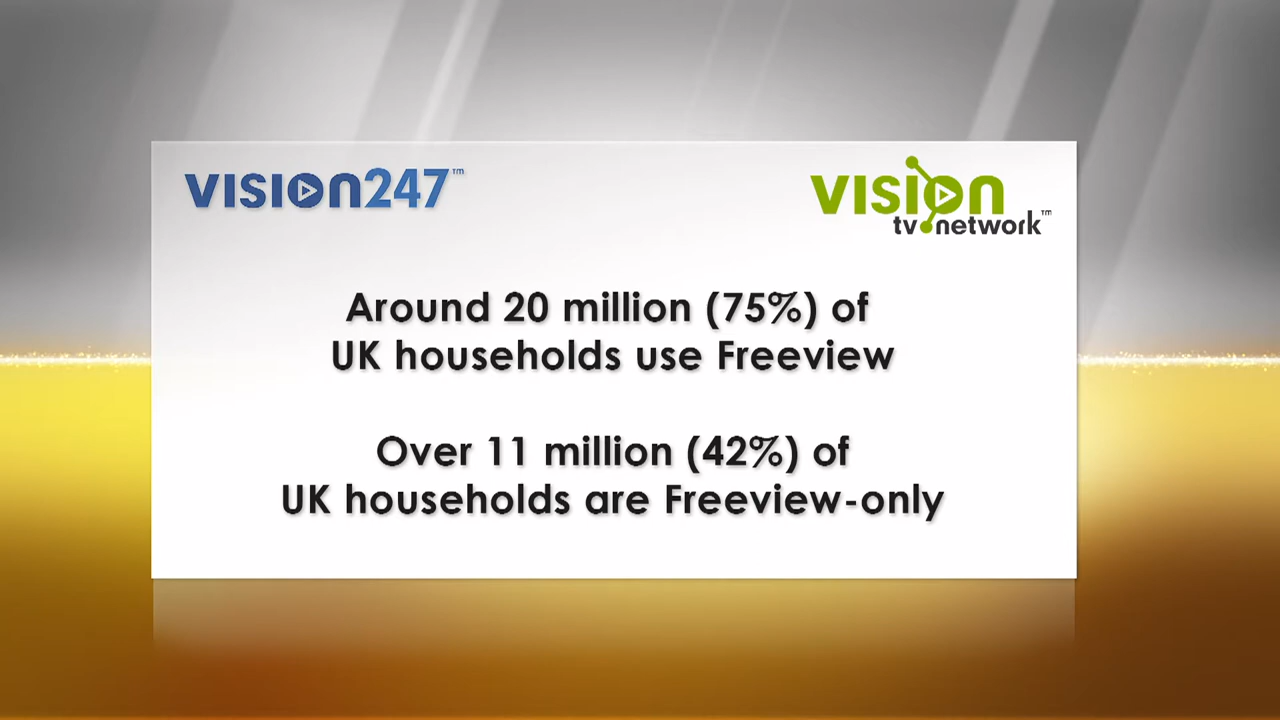 VISION247™
VISION
tv network™
Around 20 million (75%) of
UK households use Freeview
Over 11 million (42%) of
UK households are Freeview-only